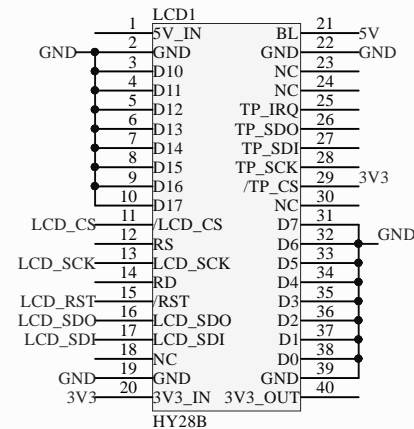 LCD1
1 5V_IN BL 21 5V
GND 2 GND GND 22 GND
3 D10 NC 23
4 D11 NC 24
5 D12 TP_IRQ 25
6 D13 TP_SDO 26
7 D14 TP_SDI 27
8 D15 TP_SCK 28
9 D16 /TP_CS 29 3V3
10 D17 NC 30
LCD_CS 11 /LCD_CS D7 31
12 RS D6 32 GND
LCD_SCK 13 LCD_SCK D5 33
14 RD D4 34
LCD_RST 15 /RST D3 35
LCD_SDO 16 LCD_SDO D2 36
LCD_SDI 17 LCD_SDI D1 37
18 NC D0 38
GND 19 GND GND 39
3V3 20 3V3_IN 3V3_OUT 40
HY28B